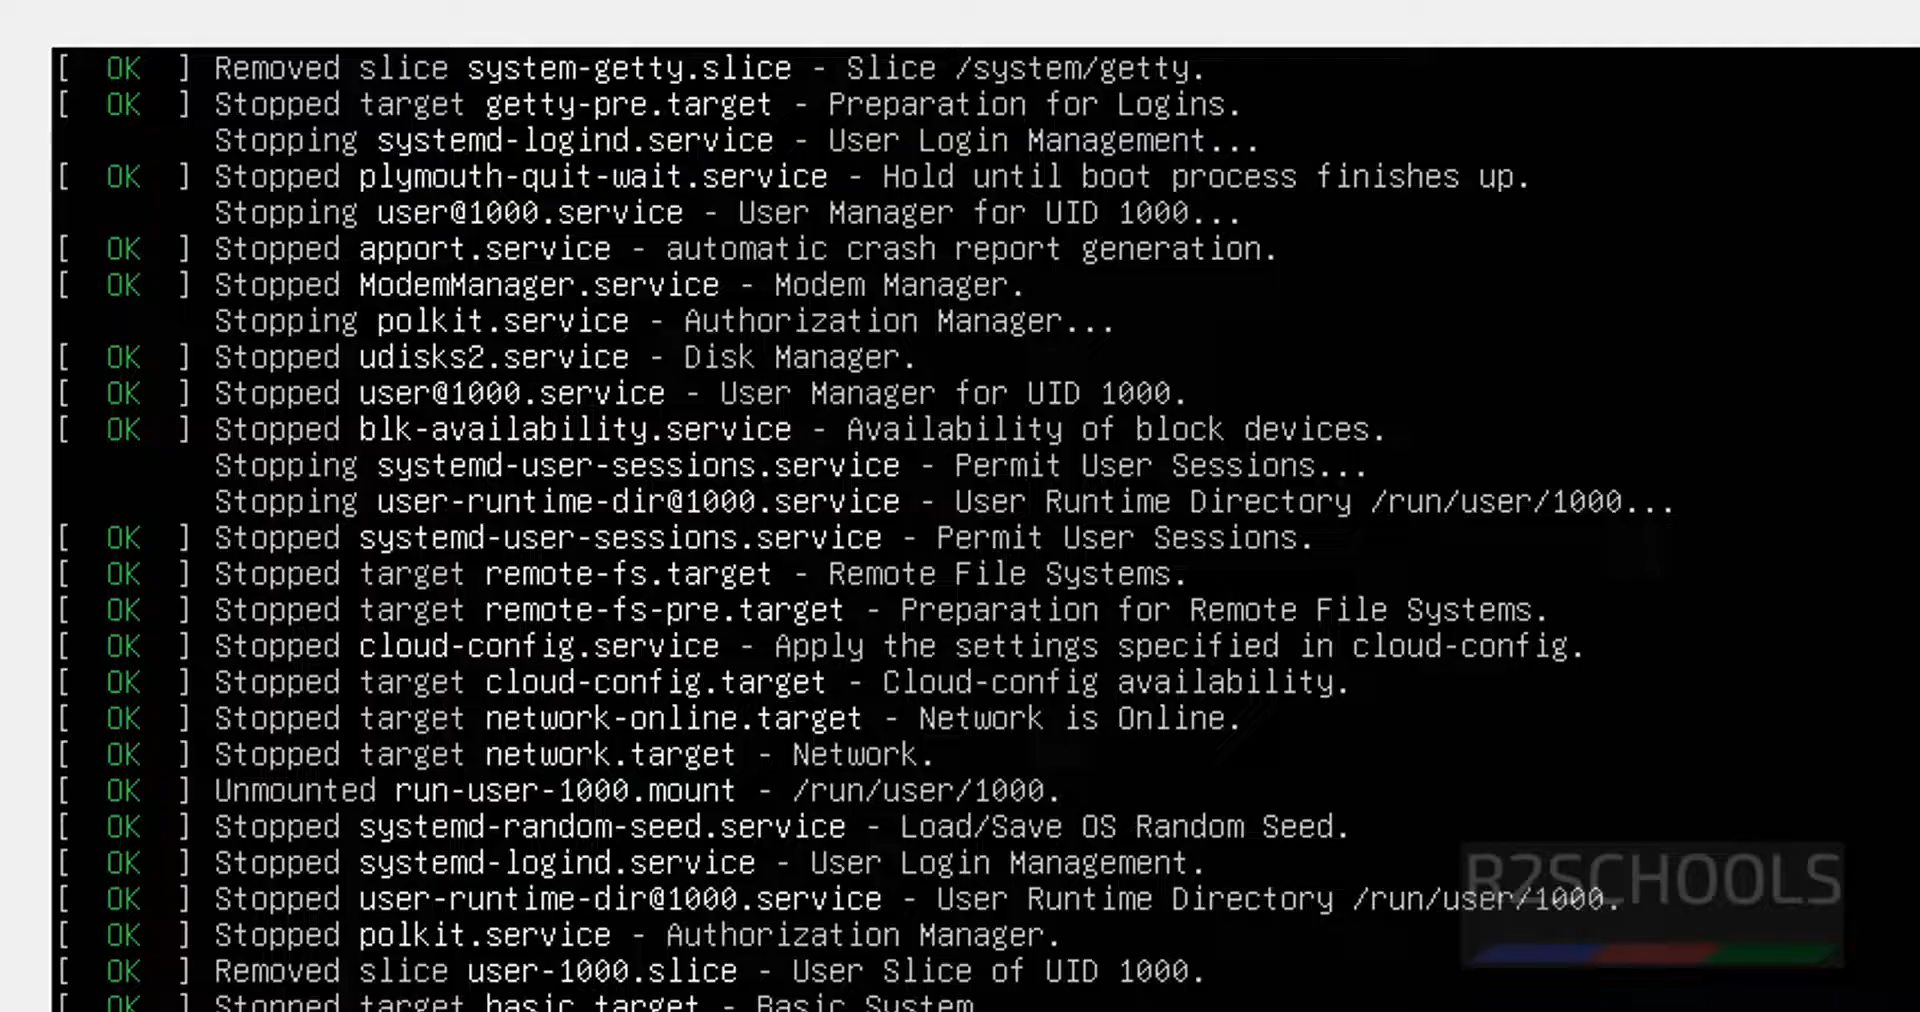 [  OK  ] Removed slice system-getty.slice - Slice /system/getty.
[  OK  ] Stopped target getty-pre.target - Preparation for Logins.
Stopping systemd-logind.service - User Login Management...
[  OK  ] Stopped plymouth-quit-wait.service - Hold until boot process finishes up.
Stopping user@1000.service - User Manager for UID 1000...
[  OK  ] Stopped apport.service - automatic crash report generation.
[  OK  ] Stopped ModemManager.service - Modem Manager.
Stopping polkit.service - Authorization Manager...
[  OK  ] Stopped udisks2.service - Disk Manager.
[  OK  ] Stopped user@1000.service - User Manager for UID 1000.
[  OK  ] Stopped blk-availability.service - Availability of block devices.
Stopping systemd-user-sessions.service - Permit User Sessions...
Stopping user-runtime-dir@1000.service - User Runtime Directory /run/user/1000...
[  OK  ] Stopped systemd-user-sessions.service - Permit User Sessions.
[  OK  ] Stopped target remote-fs.target - Remote File Systems.
[  OK  ] Stopped target remote-fs-pre.target - Preparation for Remote File Systems.
[  OK  ] Stopped cloud-config.service - Apply the settings specified in cloud-config.
[  OK  ] Stopped target cloud-config.target - Cloud-config availability.
[  OK  ] Stopped target network-online.target - Network is Online.
[  OK  ] Stopped target network.target - Network.
[  OK  ] Unmounted run-user-1000.mount - /run/user/1000.
[  OK  ] Stopped systemd-random-seed.service - Load/Save OS Random Seed.
[  OK  ] Stopped systemd-logind.service - User Login Management.
[  OK  ] Stopped user-runtime-dir@1000.service - User Runtime Directory /run/user/1000.
[  OK  ] Stopped polkit.service - Authorization Manager.
[  OK  ] Removed slice user-1000.slice - User Slice of UID 1000.
[  OK  ] Stopped target basic.target - Basic System
R2SCHOOLS